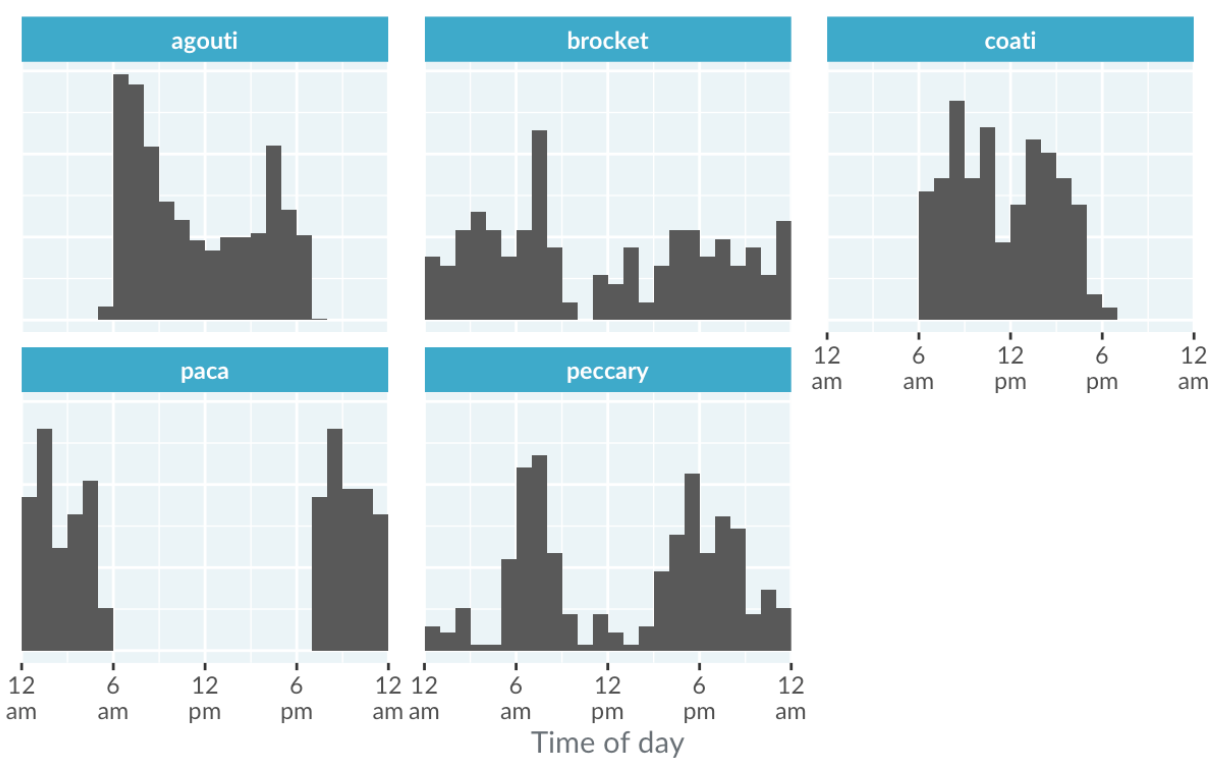 agouti
brocket
coati
12 6 12 6 12
am am pm pm am
paca
peccary
12 6 12 6 12 12 6 12 6 12
am am pm pm am am am pm pm am
Time of day